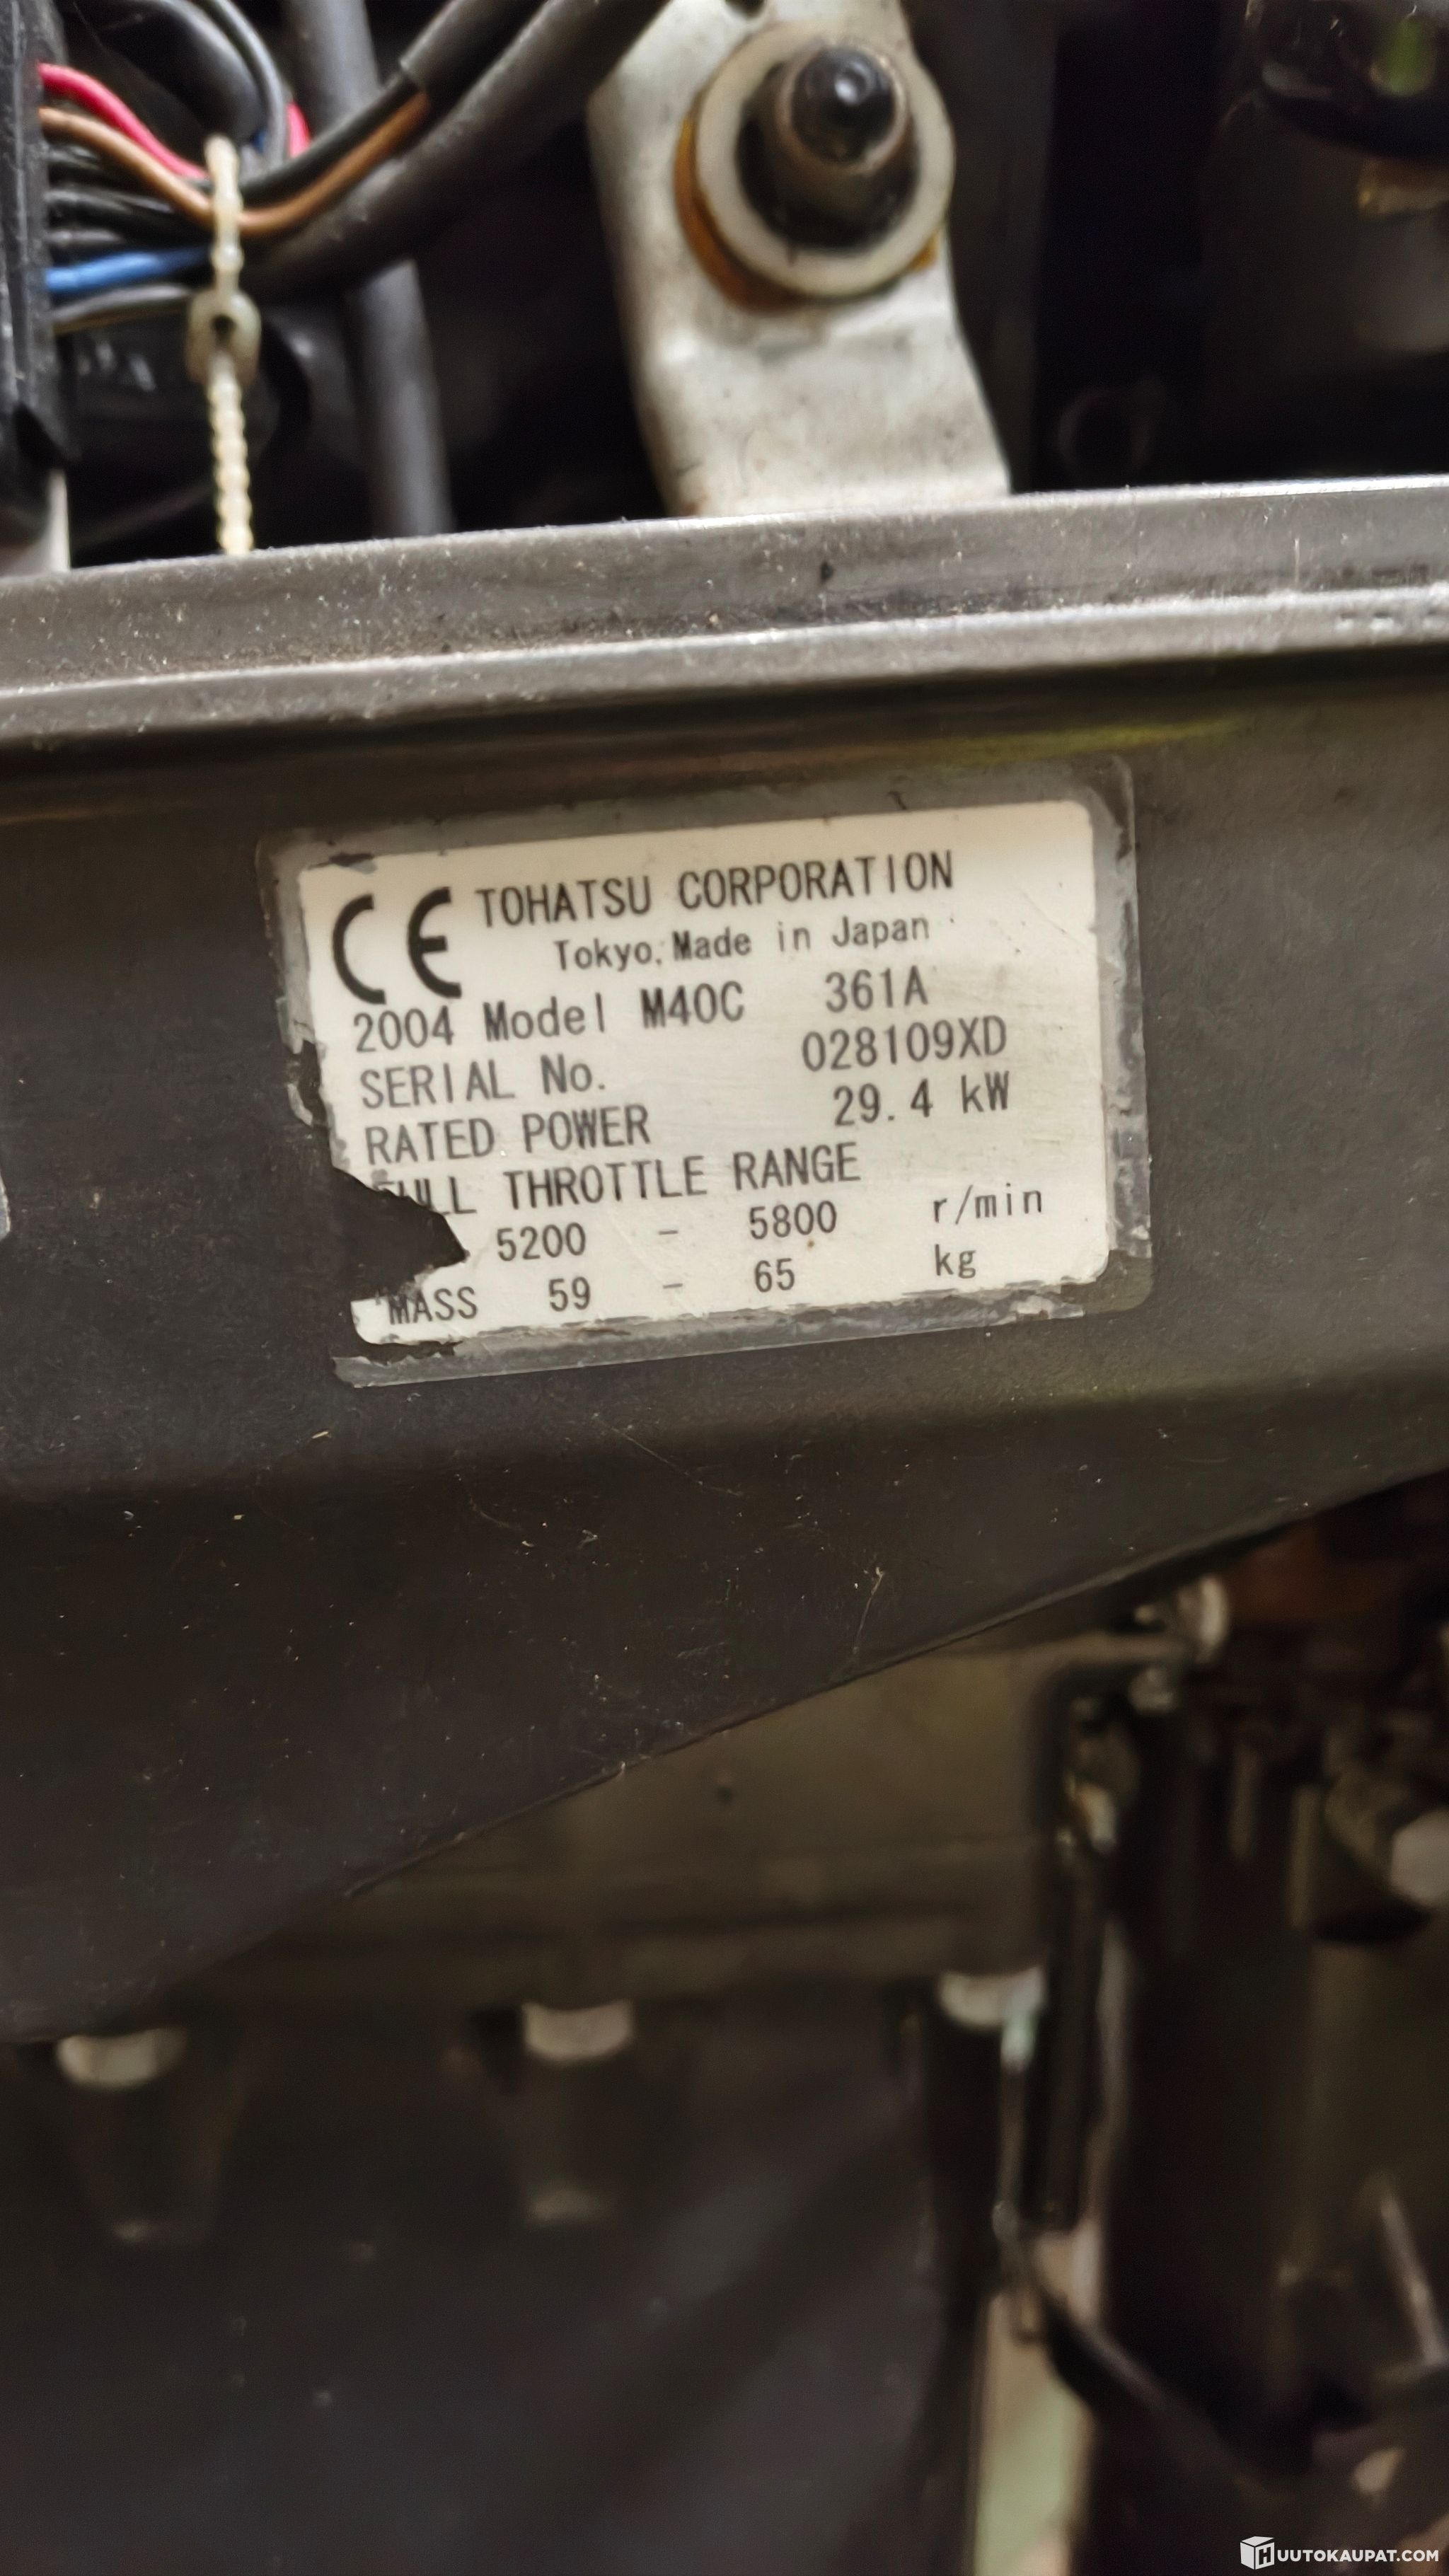 CE TOHATSU CORPORATION
Tokyo, Made in Japan
2004 Model M40C 361A
SERIAL No. 028109XD
RATED POWER 29.4 kW
FULL THROTTLE RANGE
5200 - 5800 r/min
MASS 59 - 65 kg
HUUTOKAUPAT.COM